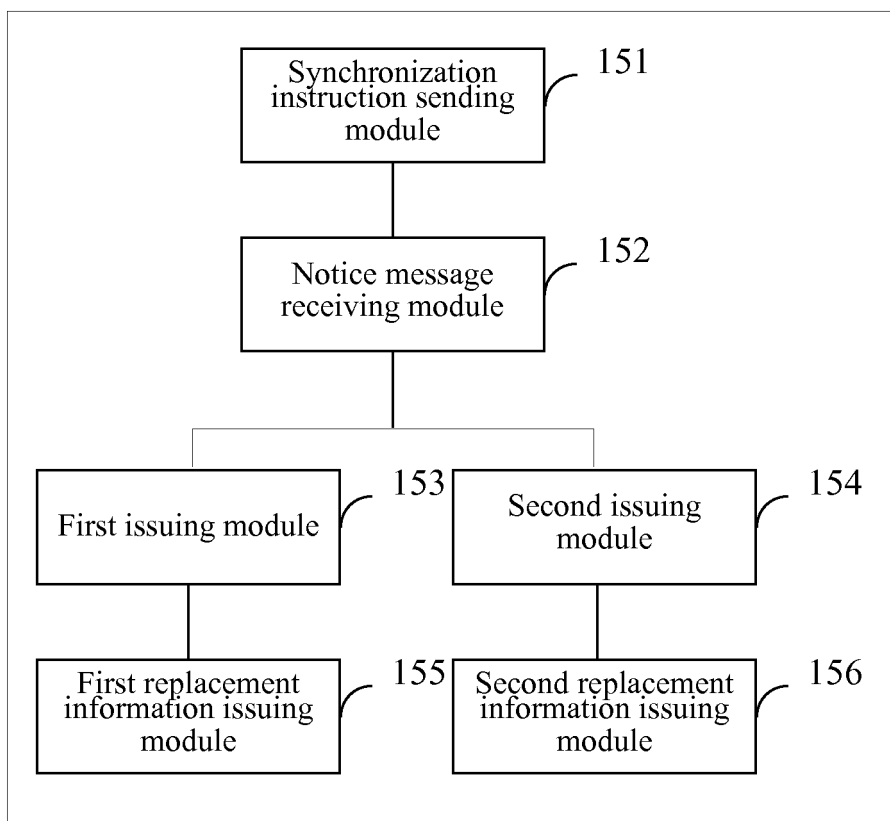 Synchronization
instruction sending
module
151
Notice message
receiving module
152
First issuing module
153
Second issuing
module
154
First replacement
information issuing
module
155
Second replacement
information issuing
module
156